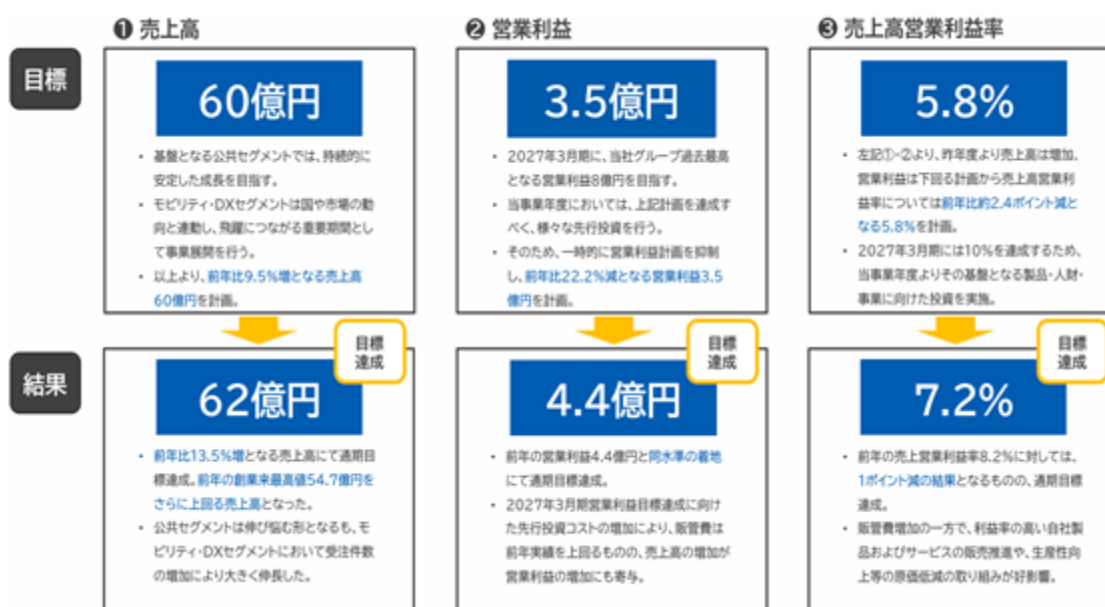 ❶ 売上高
❷ 営業利益
❸ 売上高営業利益率
目標
60億円
・ 基盤となる公共セグメントでは、持続的に
安定した成長を目指す。
・ モビリティ・DXセグメントは国や市場の動
向と連動し、飛躍につながる重要期間とし
て事業展開を行う。
・ 以上より、前年比9.5%増となる売上高
60億円を計画。
3.5億円
・ 2027年3月期に、当社グループ過去最高
となる営業利益8億円を目指す。
・ 当事業年度においては、上記計画を達成す
べく、様々な先行投資を行う。
・ そのため、一時的に営業利益計画を抑制
し、前年比22.2%減となる営業利益3.5
億円を計画。
5.8%
・ 左記①・②より、昨年度より売上高は増加、
営業利益は下回る計画から売上高営業利
益率については前年比約2.4ポイント減と
なる5.8%を計画。
・ 2027年3月期には10%を達成するため、
当事業年度よりその基盤となる製品・人財・
事業に向けた投資を実施。
結果
目標
達成
62億円
・ 前年比13.5%増となる売上高にて通期目
標達成。前年の創業来最高値54.7億円を
さらに上回る売上高となった。
・ 公共セグメントは伸び悩む形となるも、モ
ビリティ・DXセグメントにおいて受注件数
の増加により大きく伸長した。
目標
達成
4.4億円
・ 前年の営業利益4.4億円と同水準の着地
にて通期目標達成。
・ 2027年3月期営業利益目標達成に向け
た先行投資コストの増加により、販管費は
前年実績を上回るものの、売上高の増加が
営業利益の増加にも寄与。
目標
達成
7.2%
・ 前年の売上営業利益率8.2%に対しては、
1ポイント減の結果となるものの、通期目標
達成。
・ 販管費増加の一方で、利益率の高い自社製
品およびサービスの販売推進や、生産性向
上等の原価低減の取り組みが好影響。